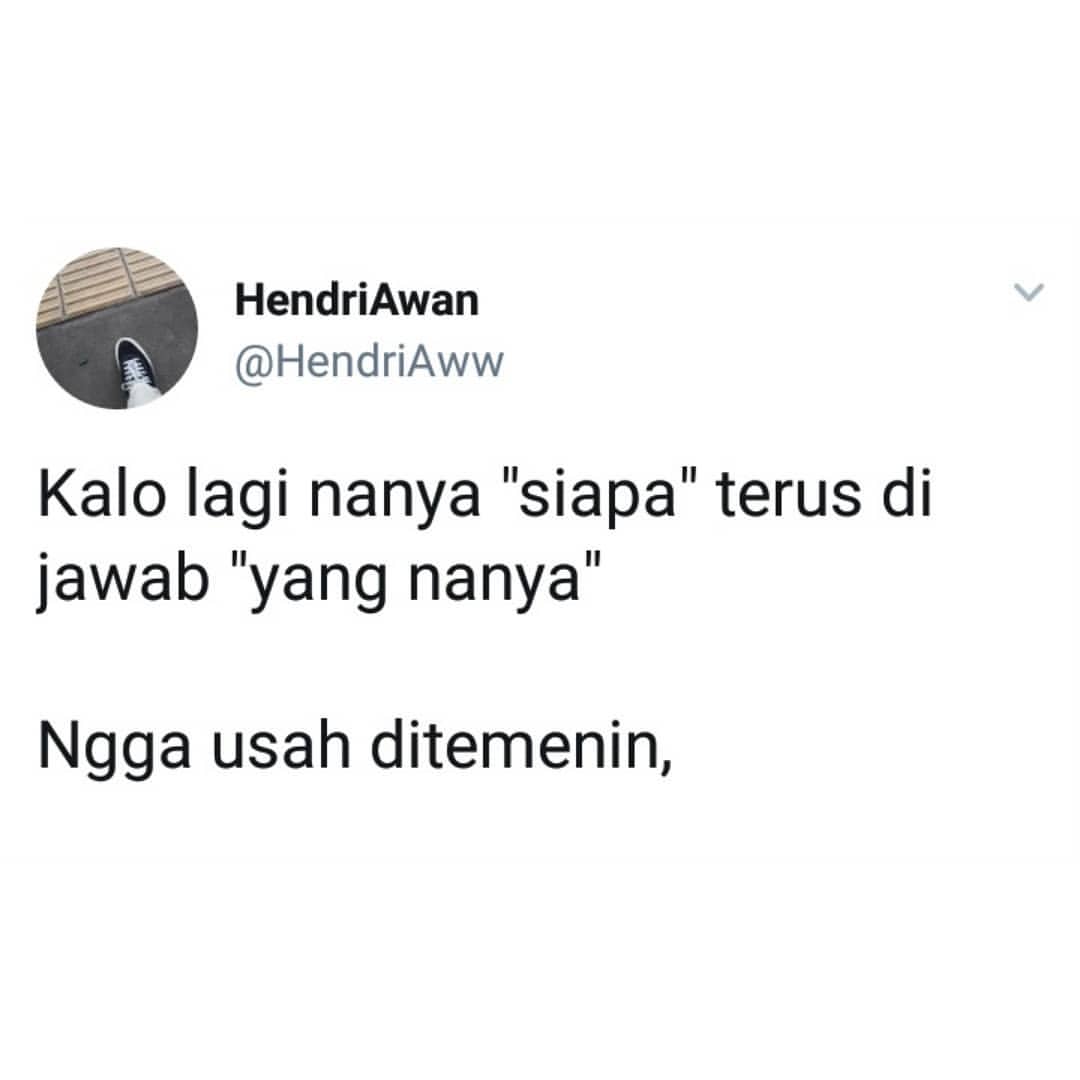 HendriAwan
@HendriAww
Kalo lagi nanya "siapa" terus di
jawab "yang nanya"
Ngga usah ditemenin,